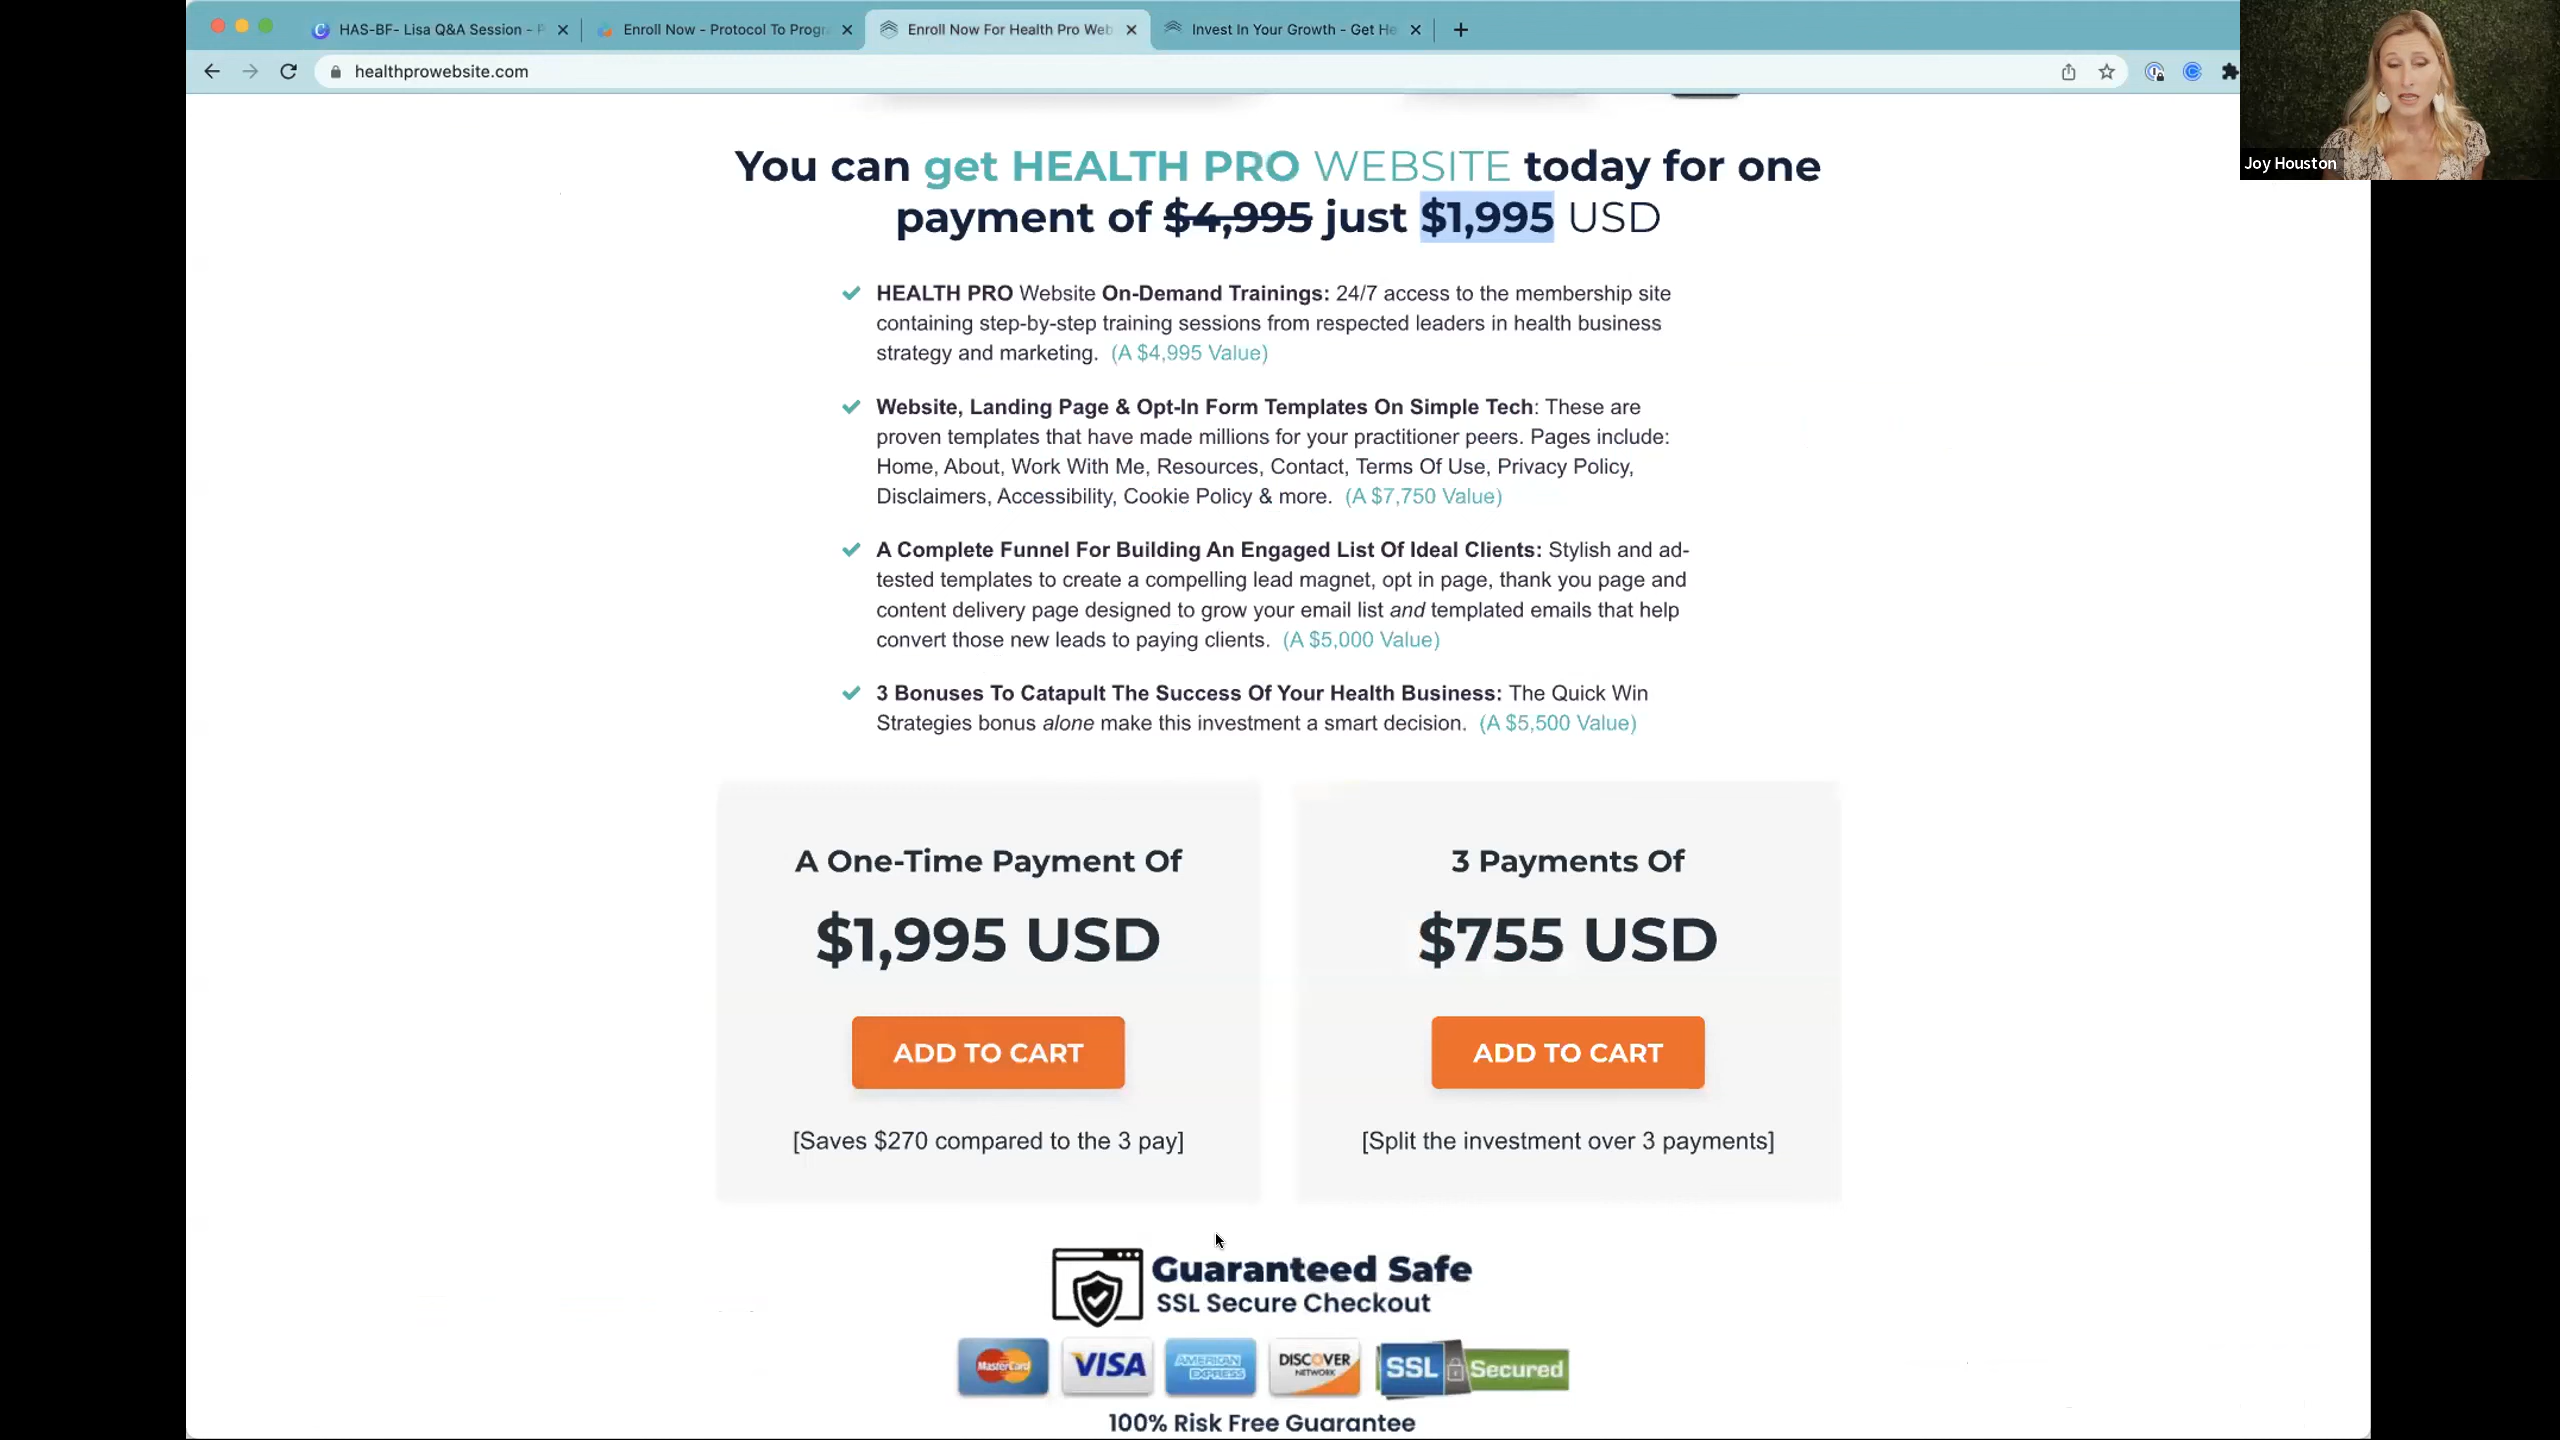 HAS-BF- Lisa Q&A Session - P
Enroll Now - Protocol To Progra
Enroll Now For Health Pro Web
Invest In Your Growth - Get He
healthprowebsite.com
Joy Houston
You can get HEALTH PRO WEBSITE today for one
payment of $4,995 just $1,995 USD
HEALTH PRO Website On-Demand Trainings: 24/7 access to the membership site
containing step-by-step training sessions from respected leaders in health business
strategy and marketing. (A $4,995 Value)
Website, Landing Page & Opt-In Form Templates On Simple Tech: These are
proven templates that have made millions for your practitioner peers. Pages include:
Home, About, Work With Me, Resources, Contact, Terms Of Use, Privacy Policy,
Disclaimers, Accessibility, Cookie Policy & more. (A $7,750 Value)
A Complete Funnel For Building An Engaged List Of Ideal Clients: Stylish and ad-
tested templates to create a compelling lead magnet, opt in page, thank you page and
content delivery page designed to grow your email list and templated emails that help
convert those new leads to paying clients. (A $5,000 Value)
3 Bonuses To Catapult The Success Of Your Health Business: The Quick Win
Strategies bonus alone make this investment a smart decision. (A $5,500 Value)
A One-Time Payment Of
$1,995 USD
ADD TO CART
[Saves $270 compared to the 3 pay]
3 Payments Of
$755 USD
ADD TO CART
[Split the investment over 3 payments]
Guaranteed Safe
SSL Secure Checkout
MasterCard
VISA
AMERICAN EXPRESS
DISCOVER NETWORK
SSL Secured
100% Risk Free Guarantee